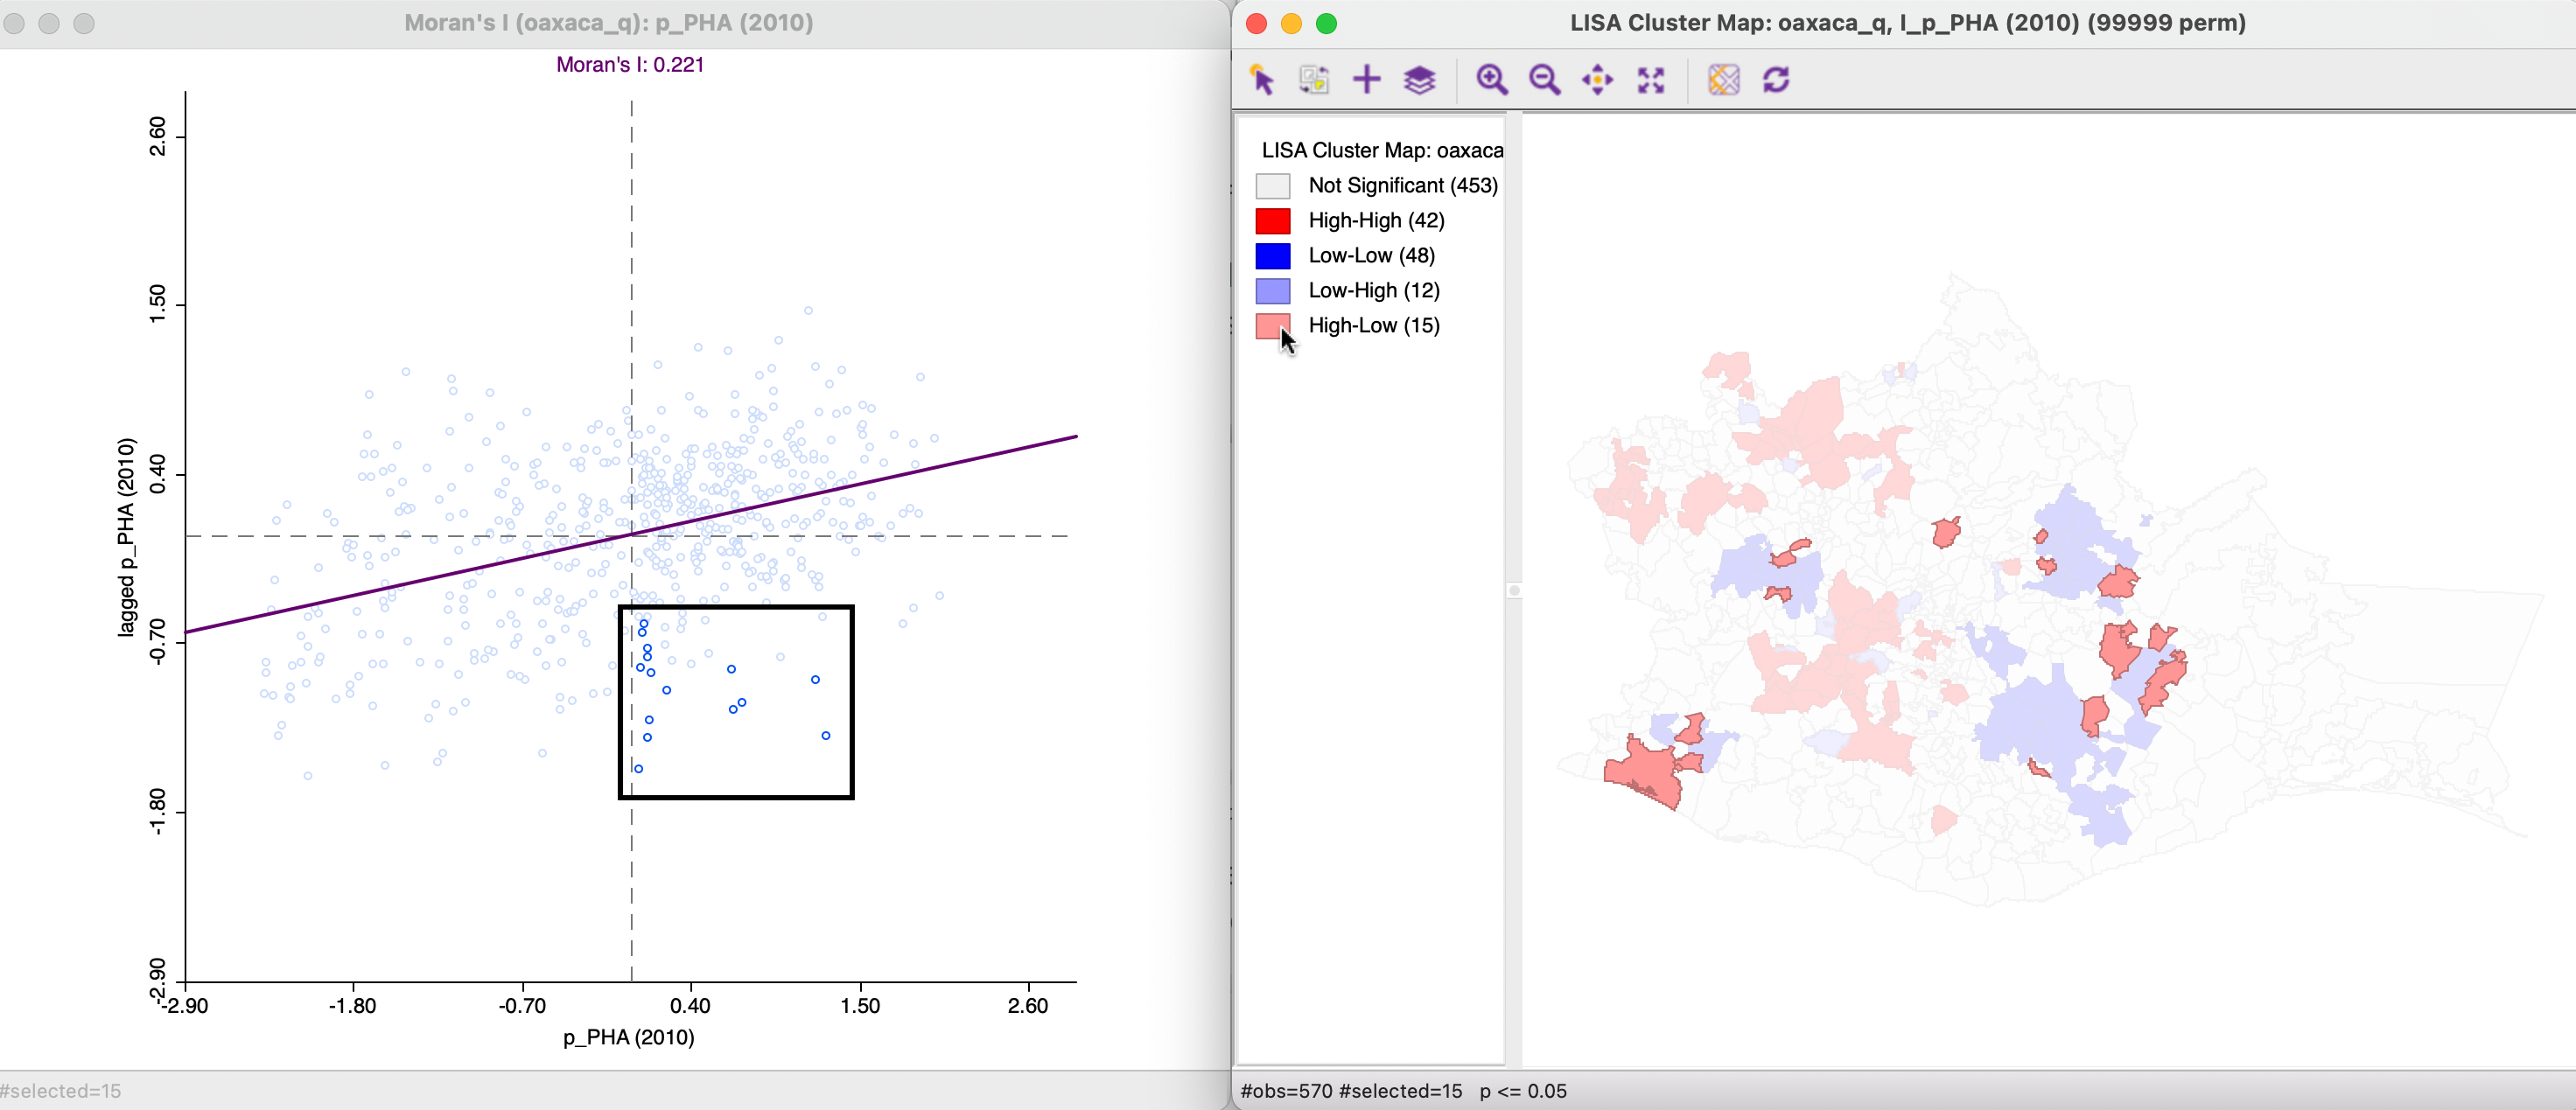 Moran's I (oaxaca_q): p_PHA (2010)
Moran's I: 0.221
2.60
1.50
0.40
-0.70
-1.80
-2.90
lagged p_PHA (2010)
-2.90 -1.80 -0.70 0.40 1.50 2.60
p_PHA (2010)
#selected=15
LISA Cluster Map: oaxaca_q, I_p_PHA (2010) (99999 perm)
LISA Cluster Map: oaxaca
Not Significant (453)
High-High (42)
Low-Low (48)
Low-High (12)
High-Low (15)
#obs=570 #selected=15 p <= 0.05